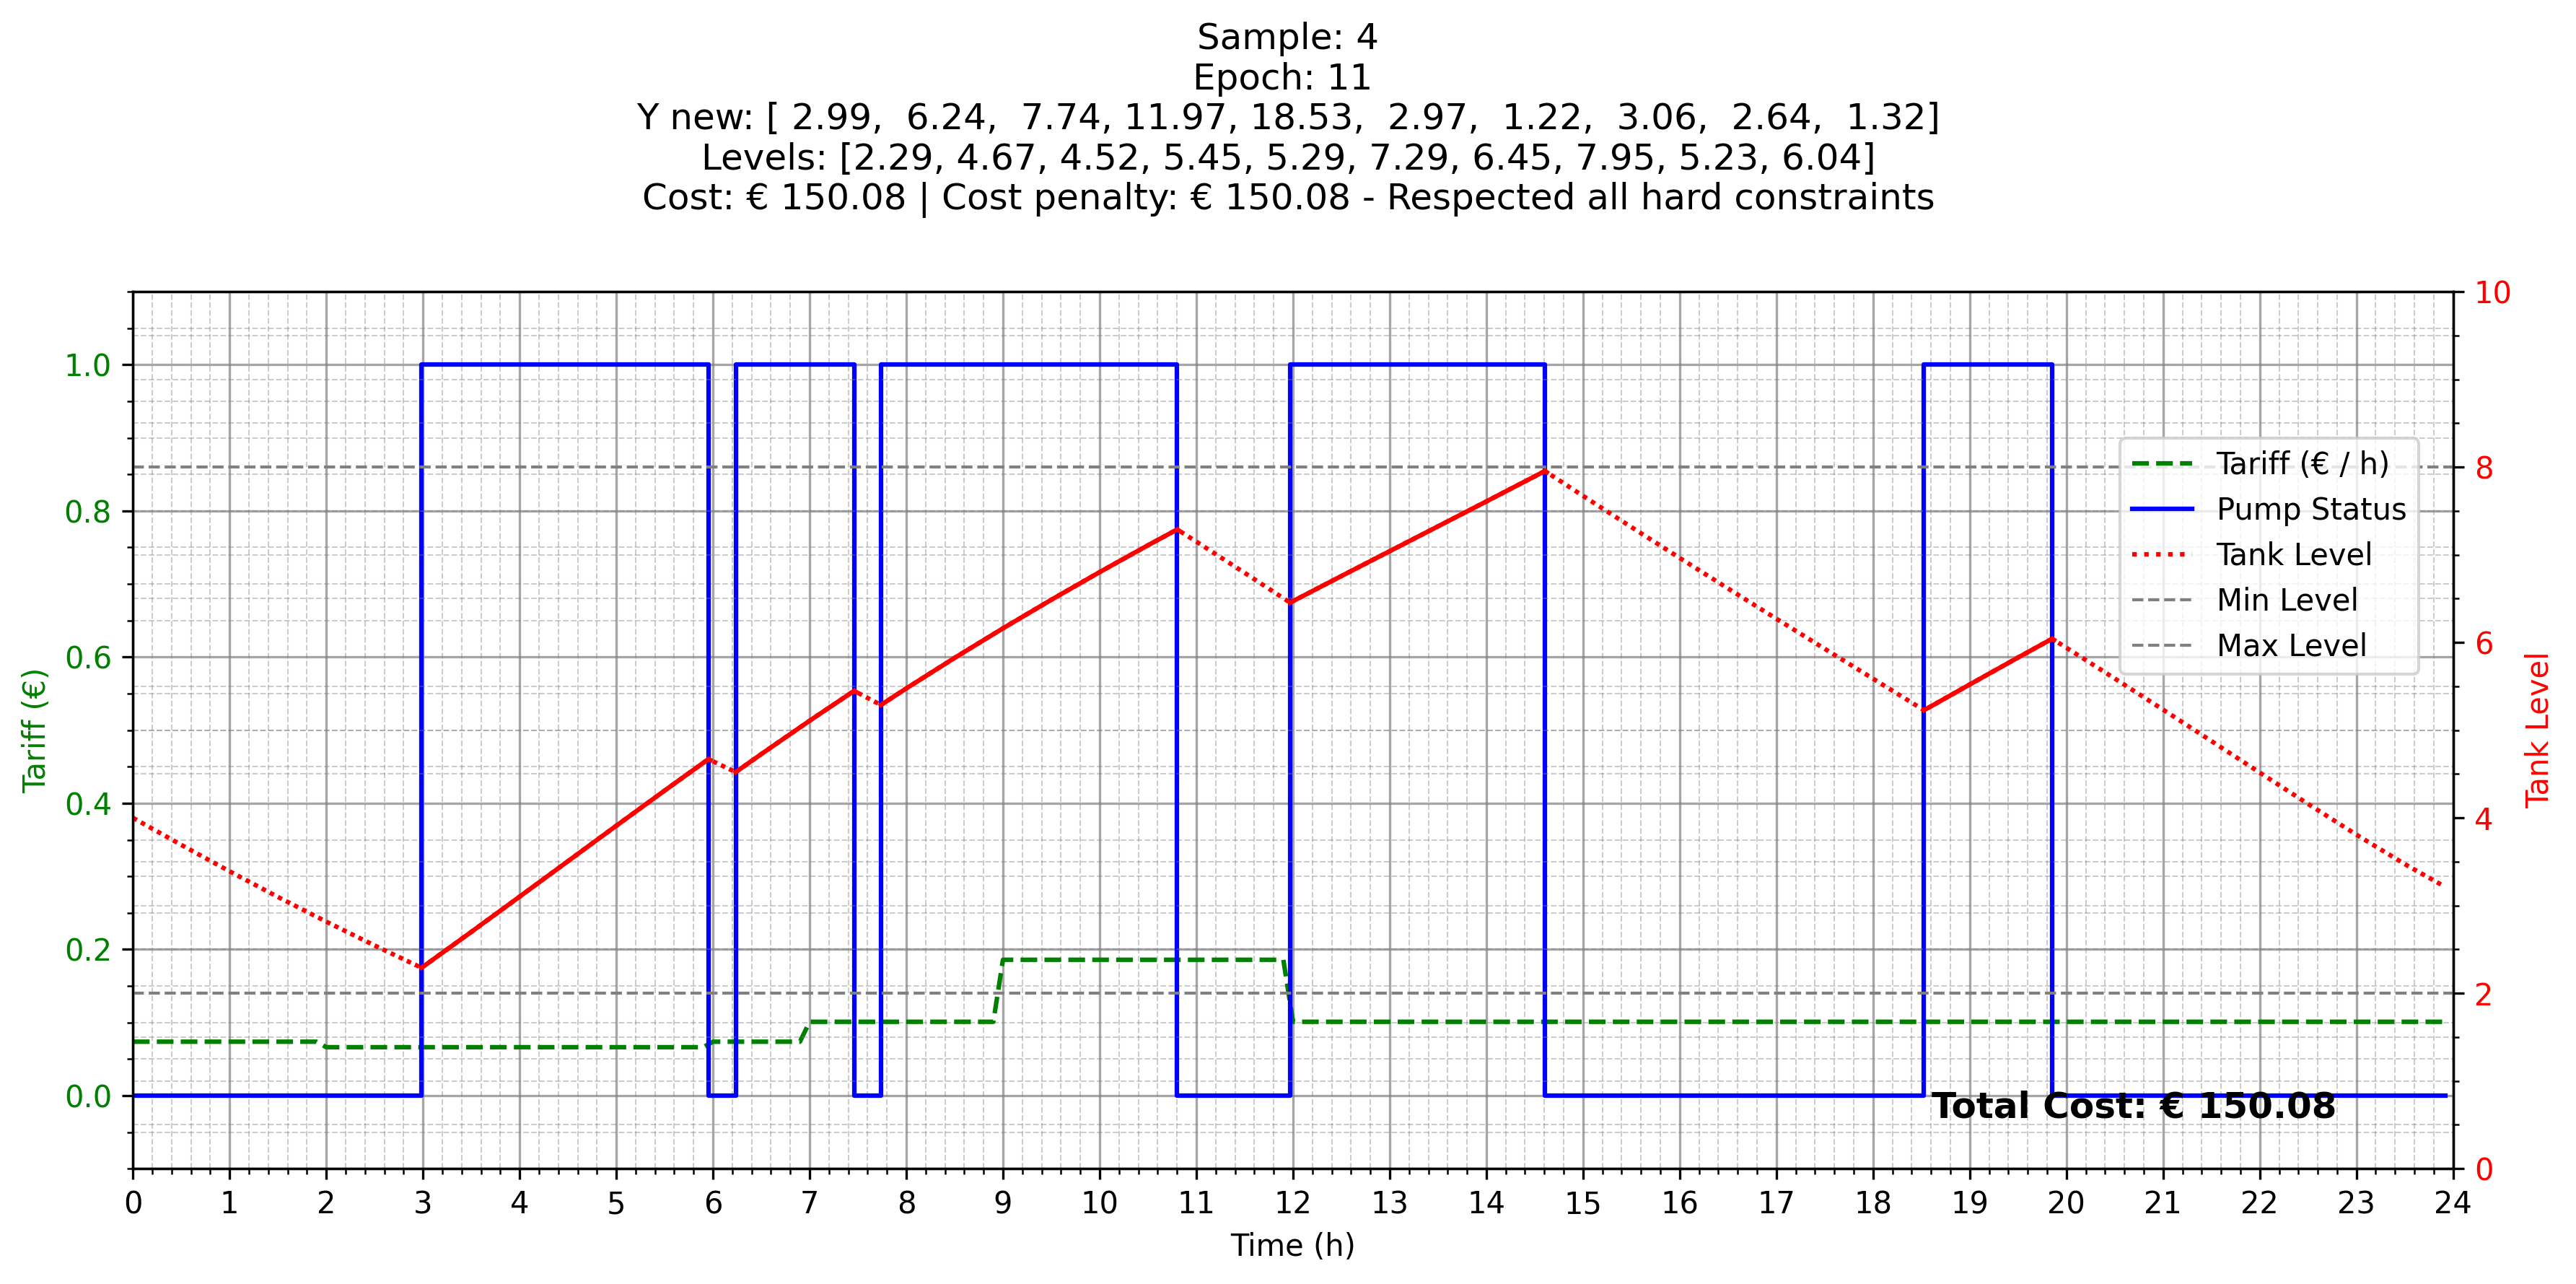 Sample: 4
Epoch: 11
Y new: [ 2.99,  6.24,  7.74, 11.97, 18.53,  2.97,  1.22,  3.06,  2.64,  1.32]
Levels: [2.29, 4.67, 4.52, 5.45, 5.29, 7.29, 6.45, 7.95, 5.23, 6.04]
Cost: € 150.08 | Cost penalty: € 150.08 - Respected all hard constraints
1.0
0.8
0.6
0.4
0.2
0.0
Tariff (€)
10
8
6
4
2
0
Tank Level
Tariff (€ / h)
Pump Status
Tank Level
Min Level
Max Level
Total Cost: € 150.08
0 1 2 3 4 5 6 7 8 9 10 11 12 13 14 15 16 17 18 19 20 21 22 23 24
Time (h)